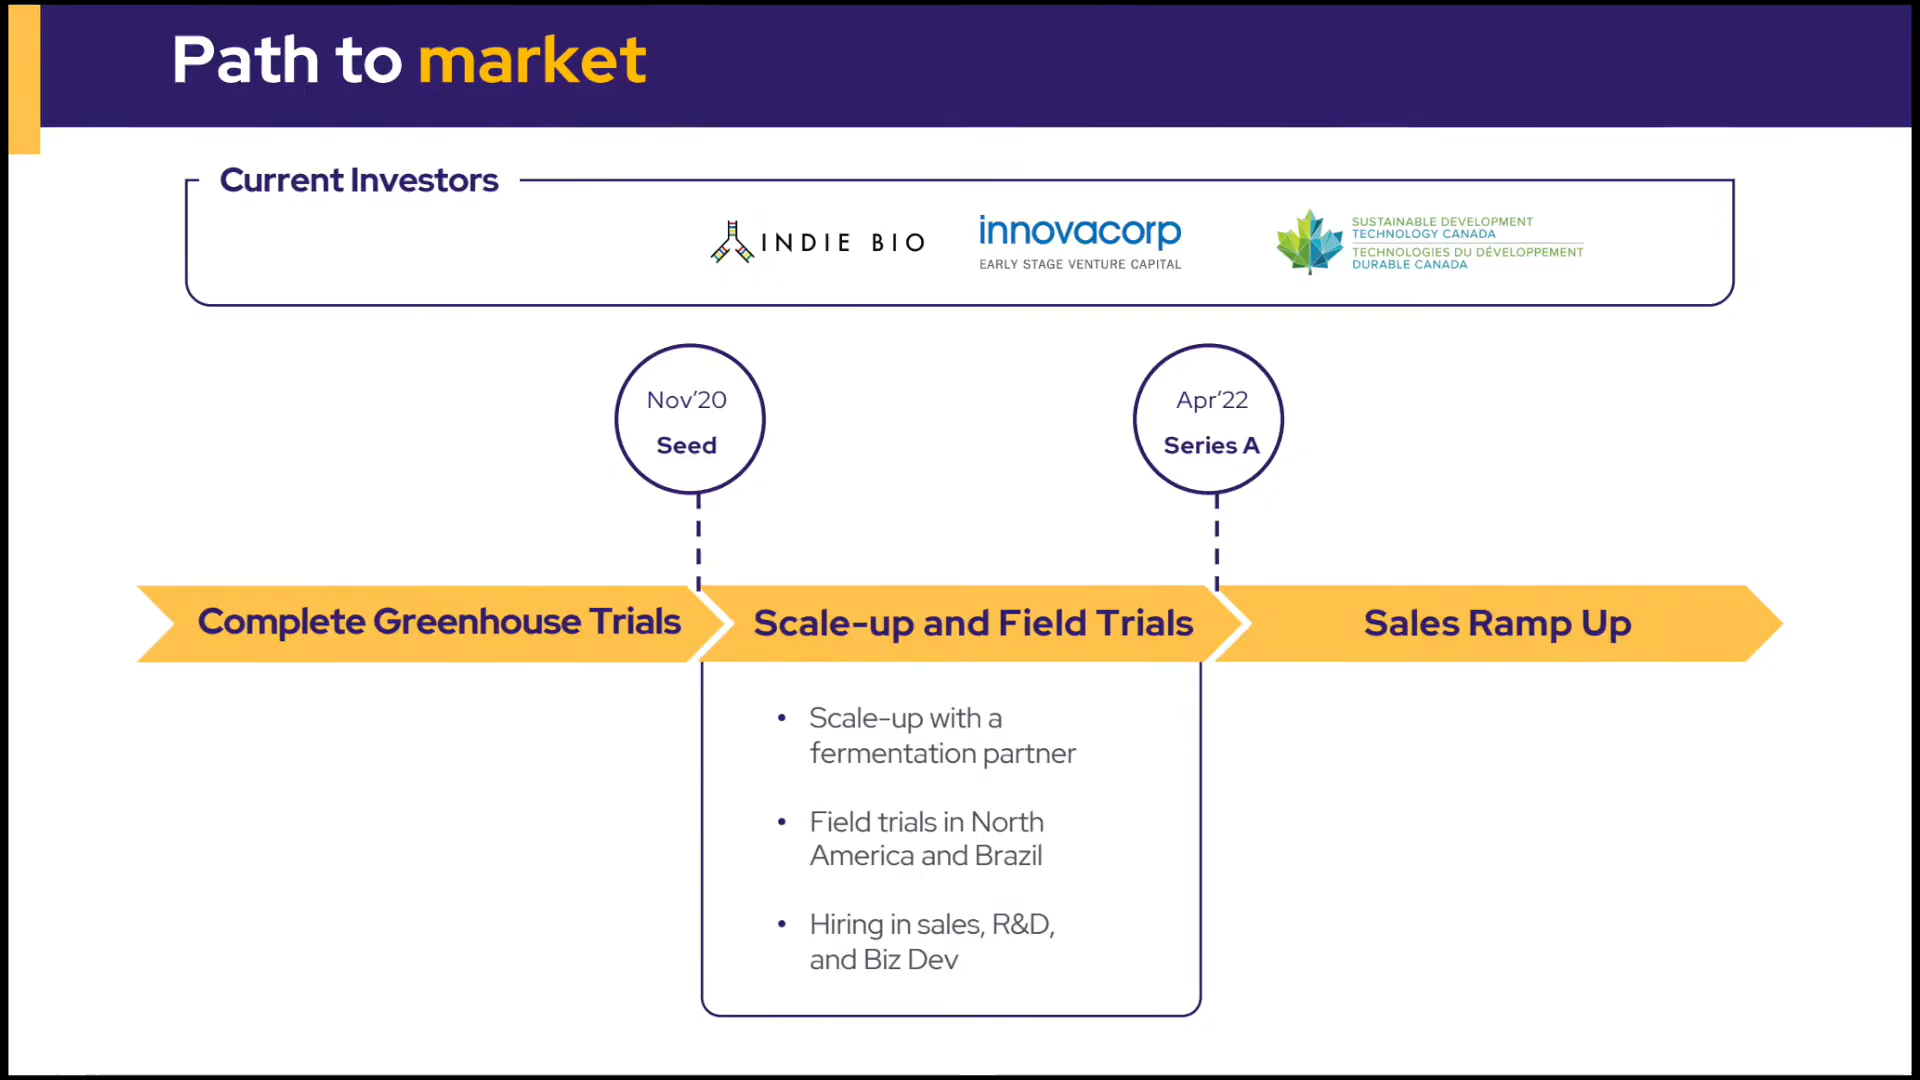 Path to market
Current Investors
INDIE BIO
innovacorp
EARLY STAGE VENTURE CAPITAL
SUSTAINABLE DEVELOPMENT
TECHNOLOGY CANADA
TECHNOLOGIES DU DÉVELOPPEMENT
DURABLE CANADA
Nov’20
Seed
Apr’22
Series A
Complete Greenhouse Trials
Scale-up and Field Trials
Sales Ramp Up
• Scale-up with a
fermentation partner
• Field trials in North
America and Brazil
• Hiring in sales, R&D,
and Biz Dev